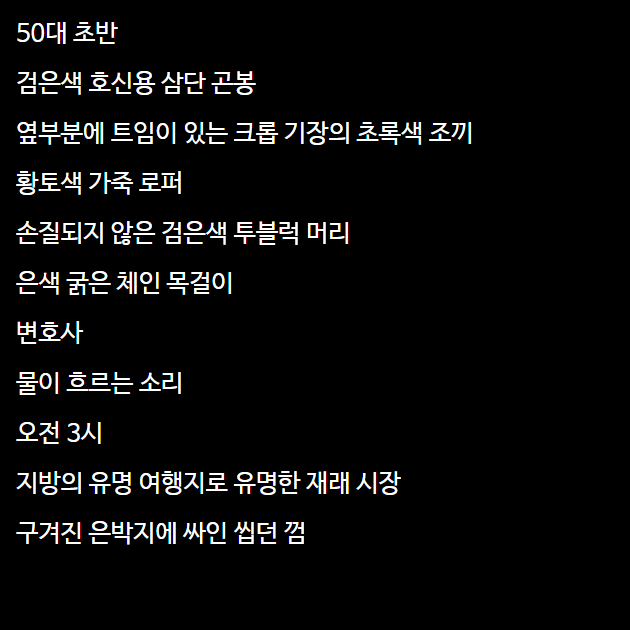 50대 초반
검은색 호신용 삼단 곤봉
옆부분에 트임이 있는 크롭 기장의 초록색 조끼
황토색 가죽 로퍼
손질되지 않은 검은색 투블럭 머리
은색 굵은 체인 목걸이
변호사
물이 흐르는 소리
오전 3시
지방의 유명 여행지로 유명한 재래 시장
구겨진 은박지에 싸인 씹던 껌